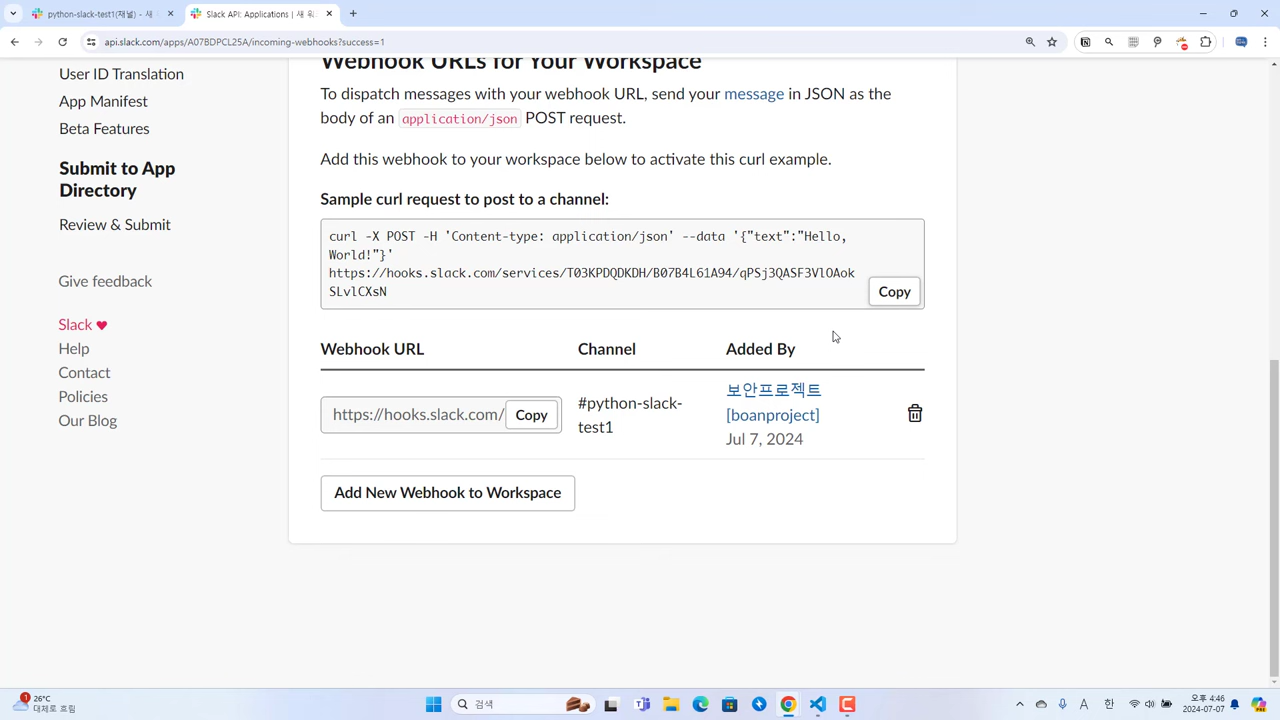 python-slack-test1(채널) - 새
Slack API: Applications | 새 워
api.slack.com/apps/A07BDPCL25A/incoming-webhooks?success=1
User ID Translation
App Manifest
Beta Features
Submit to App
Directory
Review & Submit
Give feedback
Slack
Help
Contact
Policies
Our Blog
Webhook URLs for Your Workspace
To dispatch messages with your webhook URL, send your message in JSON as the
body of an application/json POST request.
Add this webhook to your workspace below to activate this curl example.
Sample curl request to post to a channel:
curl -X POST -H 'Content-type: application/json' --data '{"text":"Hello,
World!"}'
https://hooks.slack.com/services/T03KPDQDKDH/B07B4L61A94/qPSj3QASF3VlOAok
SLvlCXsN
Copy
Webhook URL Channel Added By
https://hooks.slack.com/ Copy
#python-slack-
test1
보안프로젝트
[boanproject]
Jul 7, 2024
Add New Webhook to Workspace
1
26°C
대체로 흐림
검색
A
한
오후 4:46
2024-07-07